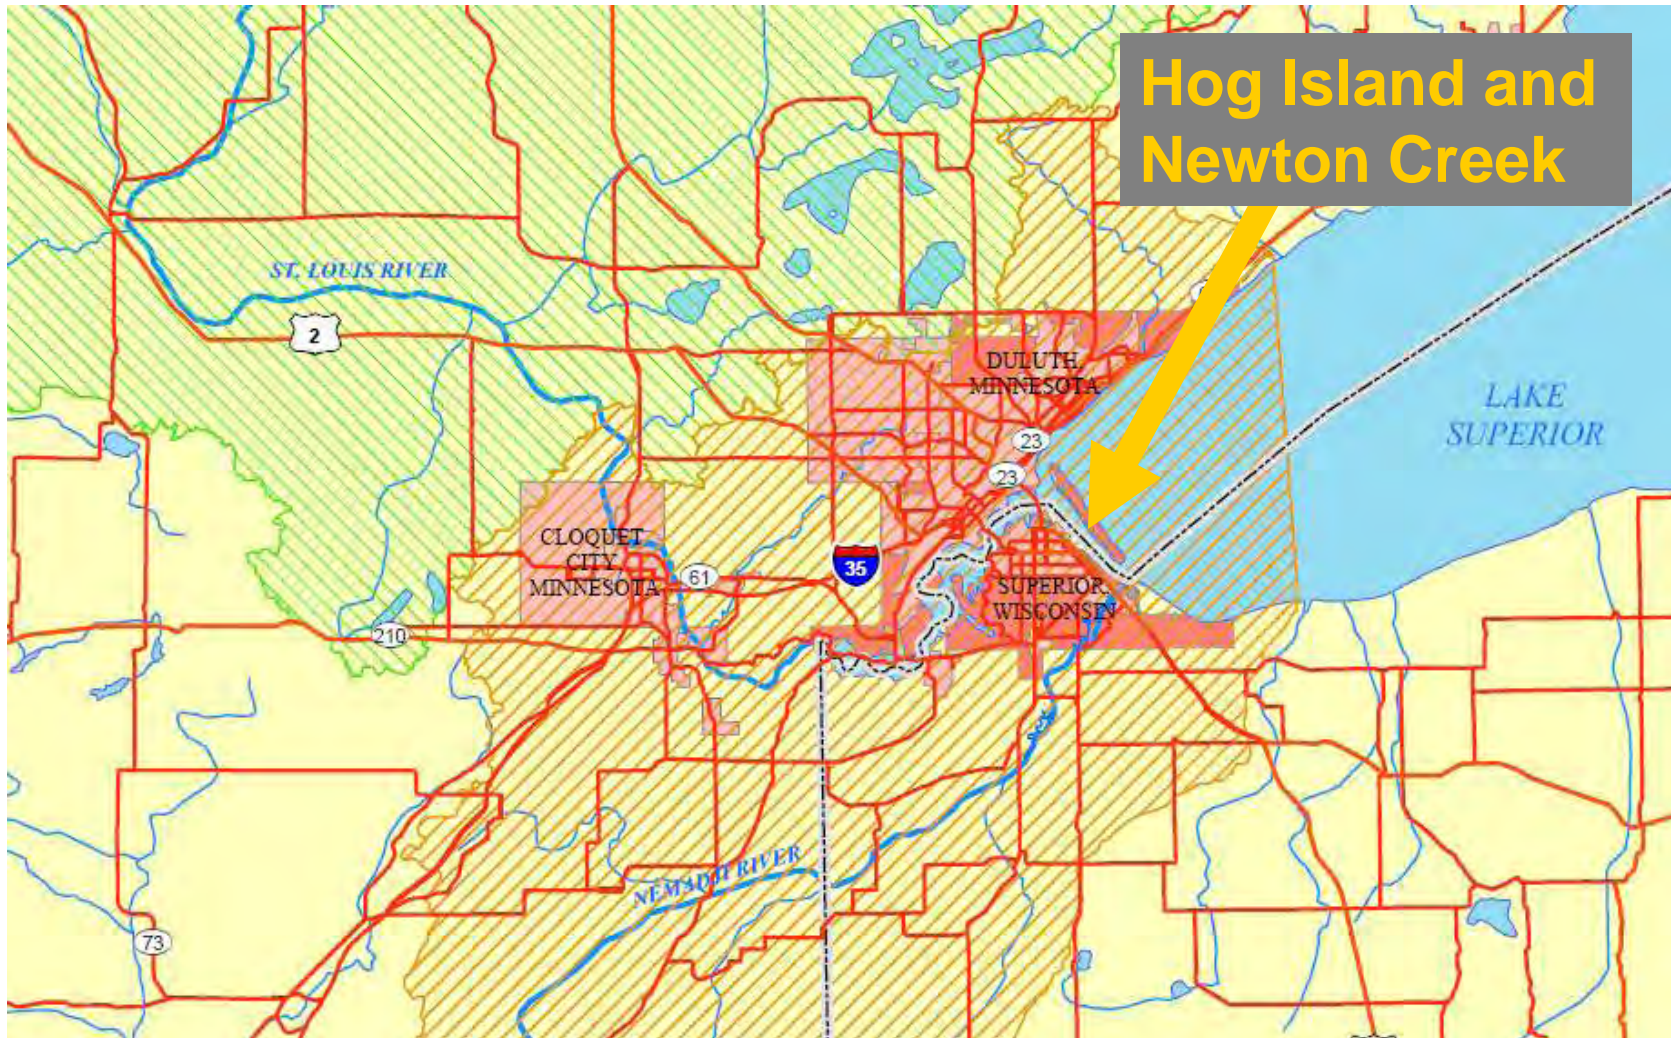 Hog Island and
Newton Creek
ST. LOUIS RIVER
2
DULUTH,
MINNESOTA
LAKE
SUPERIOR
23
23
CLOQUET
CITY,
MINNESOTA
61
35
SUPERIOR,
WISCONSIN
210
NEMADJI RIVER
73